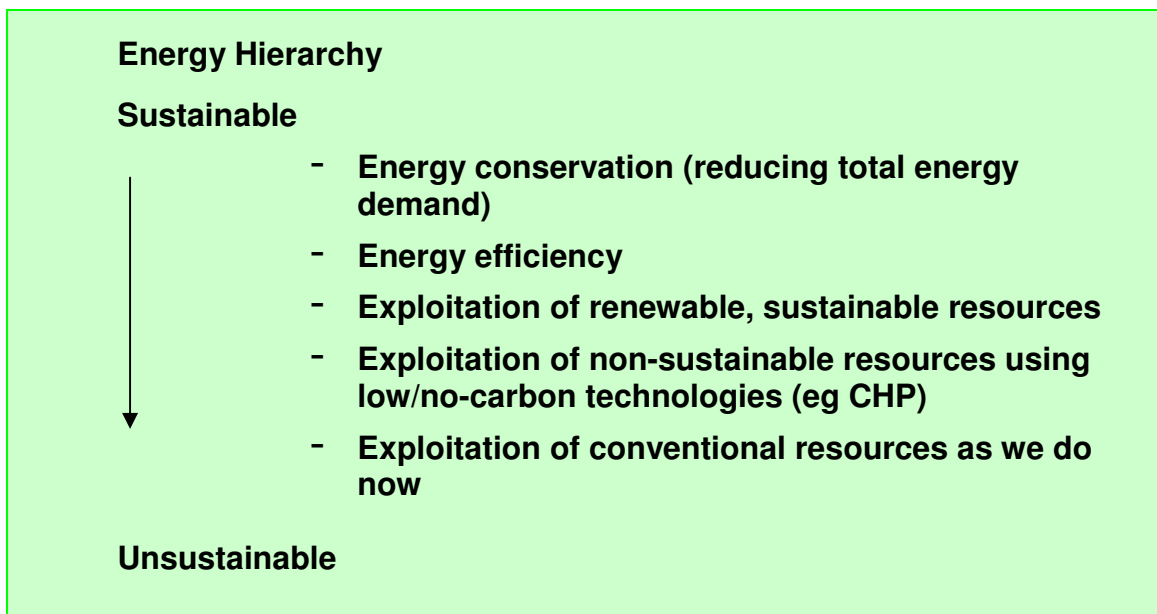 Energy Hierarchy
Sustainable
- Energy conservation (reducing total energy
demand)
- Energy efficiency
- Exploitation of renewable, sustainable resources
- Exploitation of non-sustainable resources using
low/no-carbon technologies (eg CHP)
- Exploitation of conventional resources as we do
now
Unsustainable